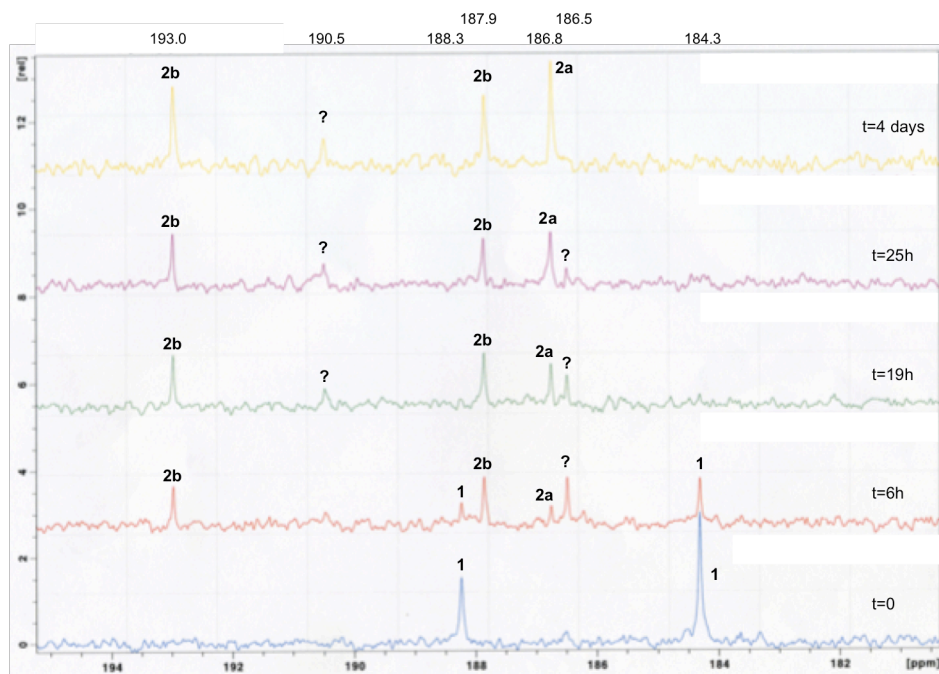 187.9 186.5
193.0 190.5 188.3 186.8 184.3
[rel]
2b ? 2b 2a
t=4 days
12
10
2b ? 2b 2a ?
t=25h
8
2b ? 2b 2a ?
t=19h
6
2b 1 2b 2a ? 1
t=6h
4
2
1 1
t=0
0
194 192 190 188 186 184 182 [ppm]